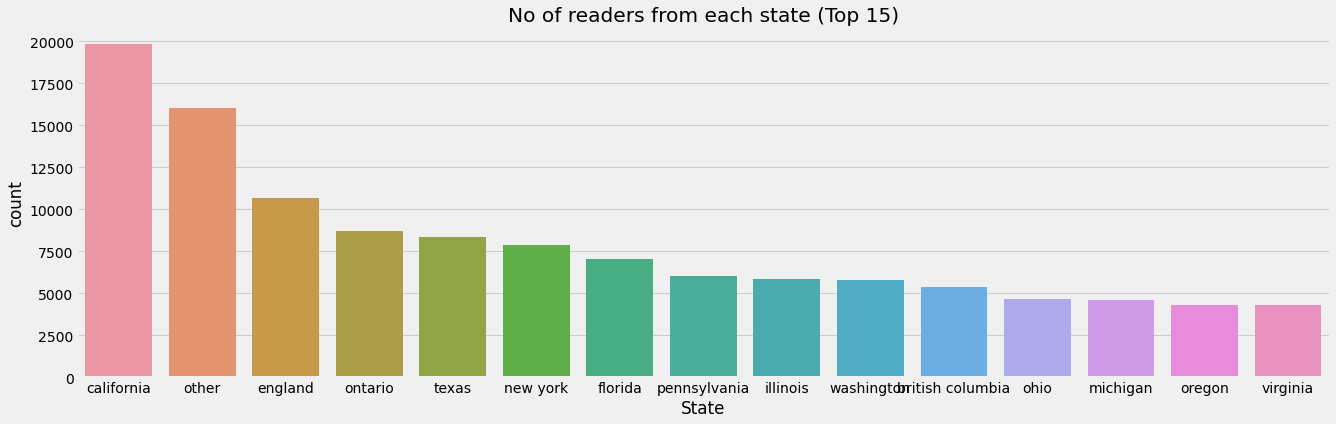 No of readers from each state (Top 15)
20000
17500
15000
12500
10000
7500
5000
2500
0
count
california other england ontario texas new york florida pennsylvania illinois washington british columbia ohio michigan oregon virginia
State